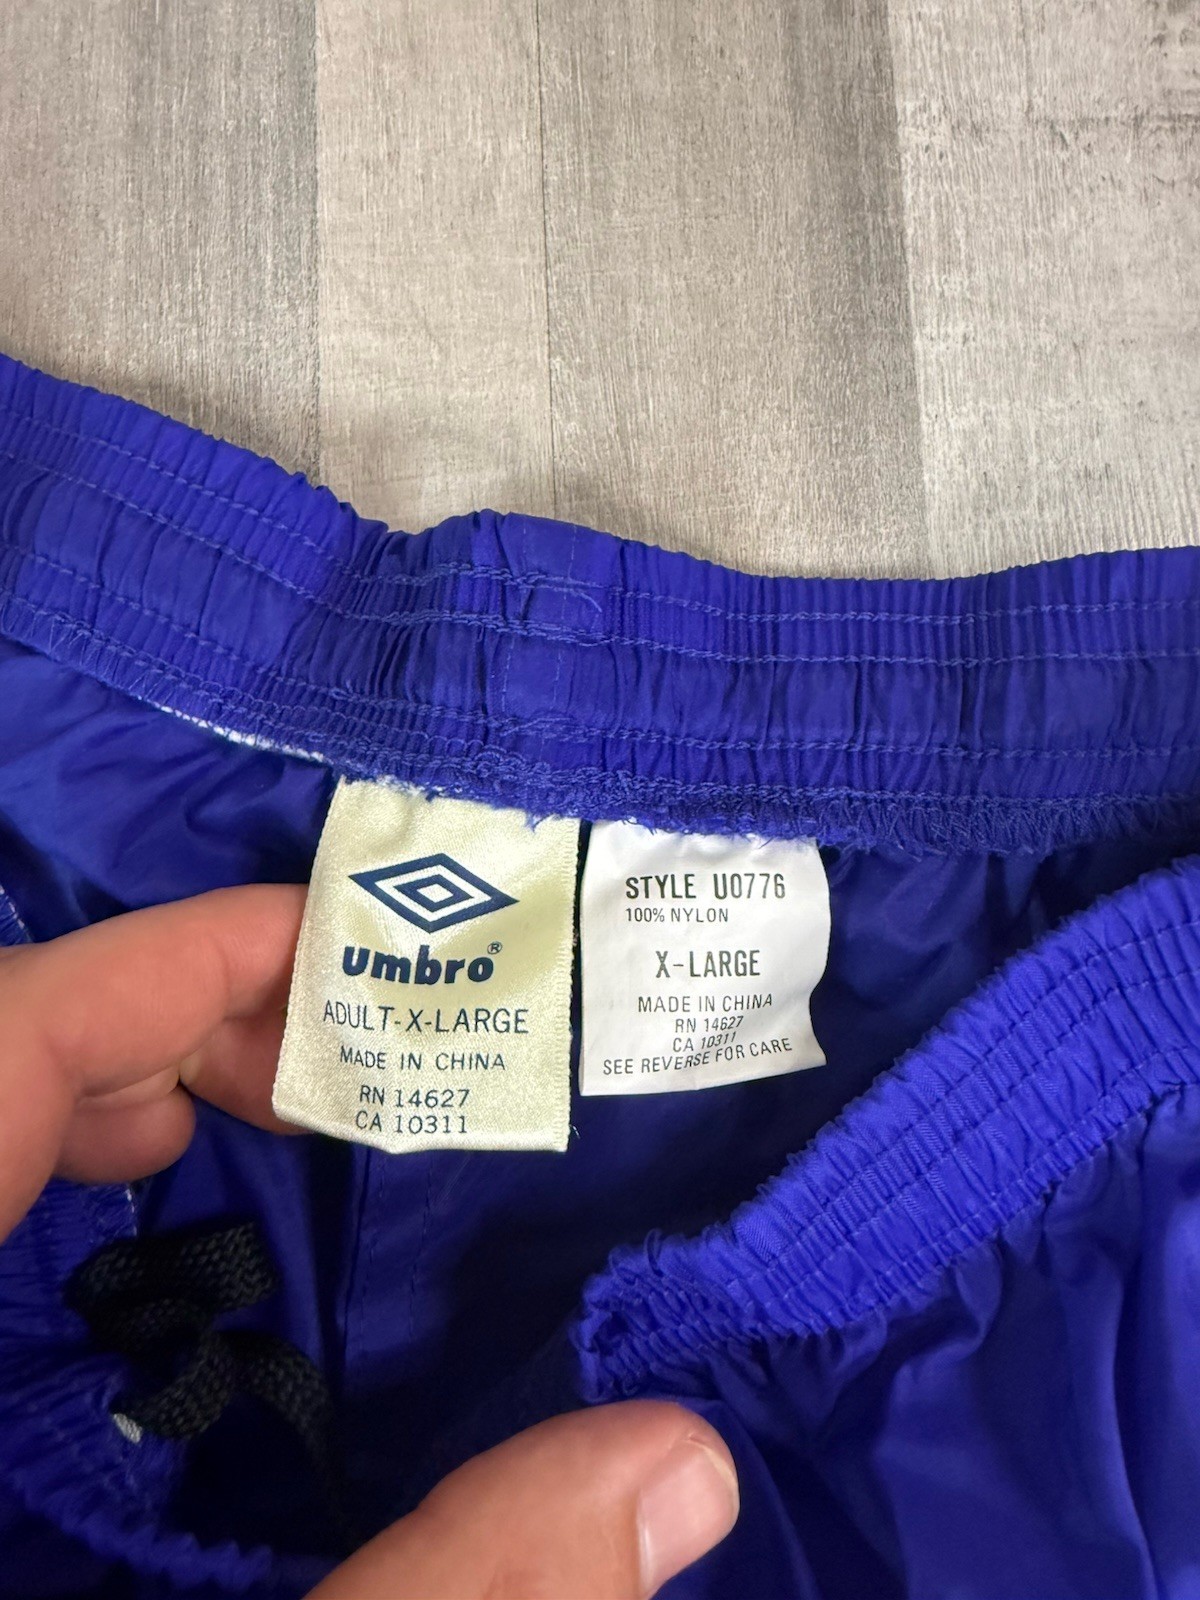 umbro®
ADULT-X-LARGE
MADE IN CHINA
RN 14627
CA 10311
STYLE U0776
100% NYLON
X-LARGE
MADE IN CHINA
RN 14627
CA 10311
SEE REVERSE FOR CARE